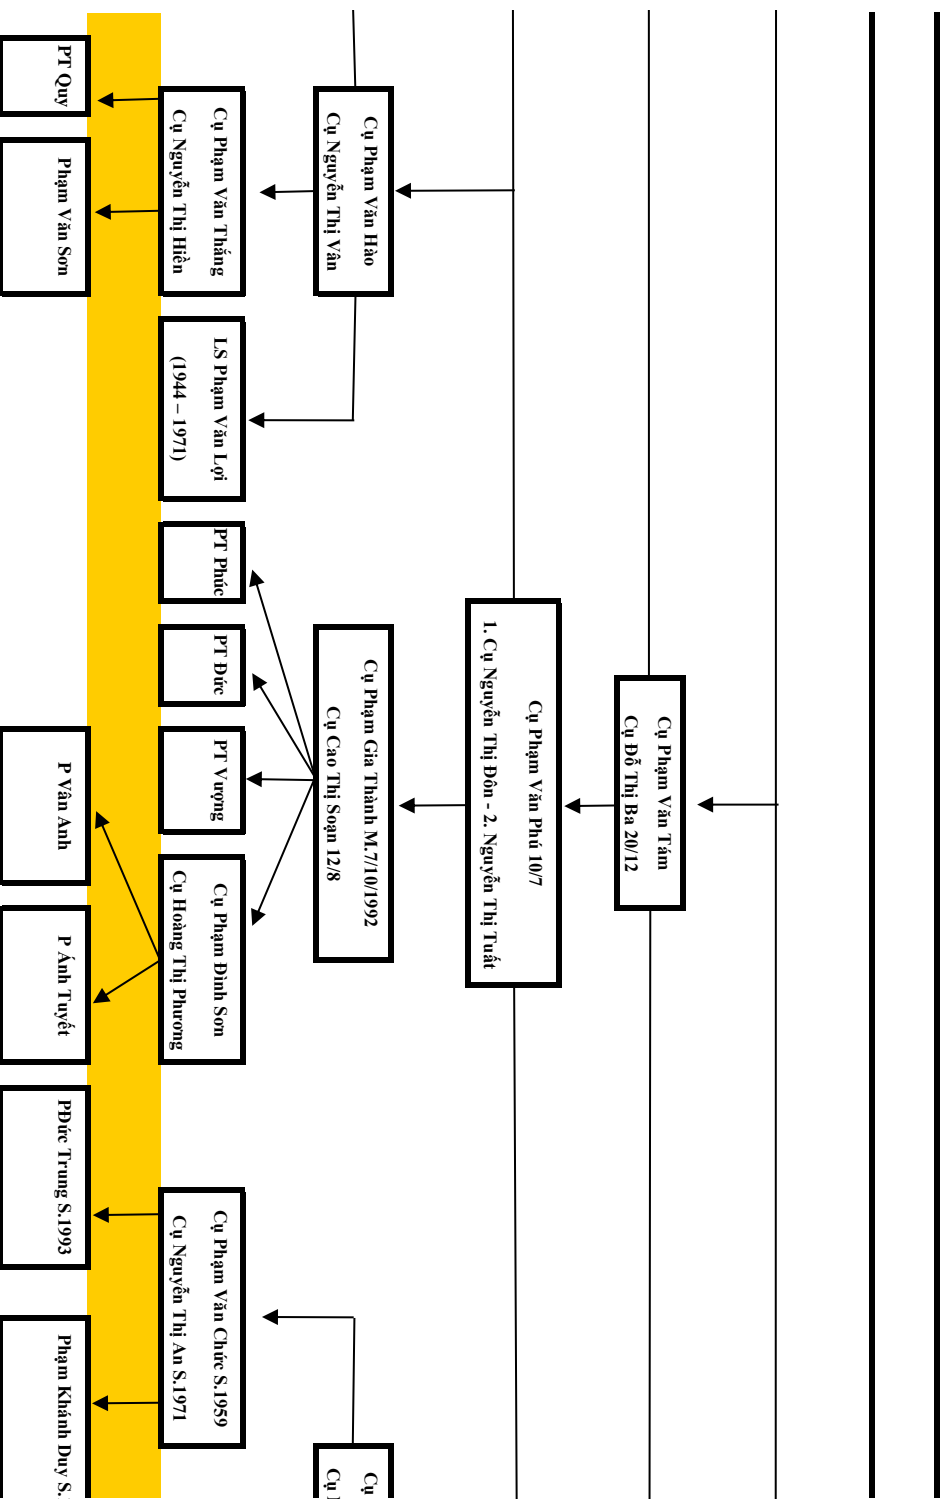 Cụ Phạm Văn Tám
Cụ Đỗ Thị Ba 20/12
Cụ Phạm Văn Phú 10/7
1. Cụ Nguyễn Thị Đôn - 2. Nguyễn Thị Tuất
Cụ Phạm Văn Hào
Cụ Nguyễn Thị Vân
Cụ Phạm Gia Thành M.7/10/1992
Cụ Cao Thị Soạn 12/8
Cụ
Cụ
Cụ Phạm Văn Thắng
Cụ Nguyễn Thị Hiền
LS Phạm Văn Lợi
(1944 – 1971)
PT Phúc
PT Đức
PT Vượng
Cụ Phạm Đình Sơn
Cụ Hoàng Thị Phương
Cụ Phạm Văn Chức S.1959
Cụ Nguyễn Thị An S.1971
PT Quy
Phạm Văn Sơn
P Vân Anh
P Ánh Tuyết
PĐức Trung S.1993
Phạm Khánh Duy S.